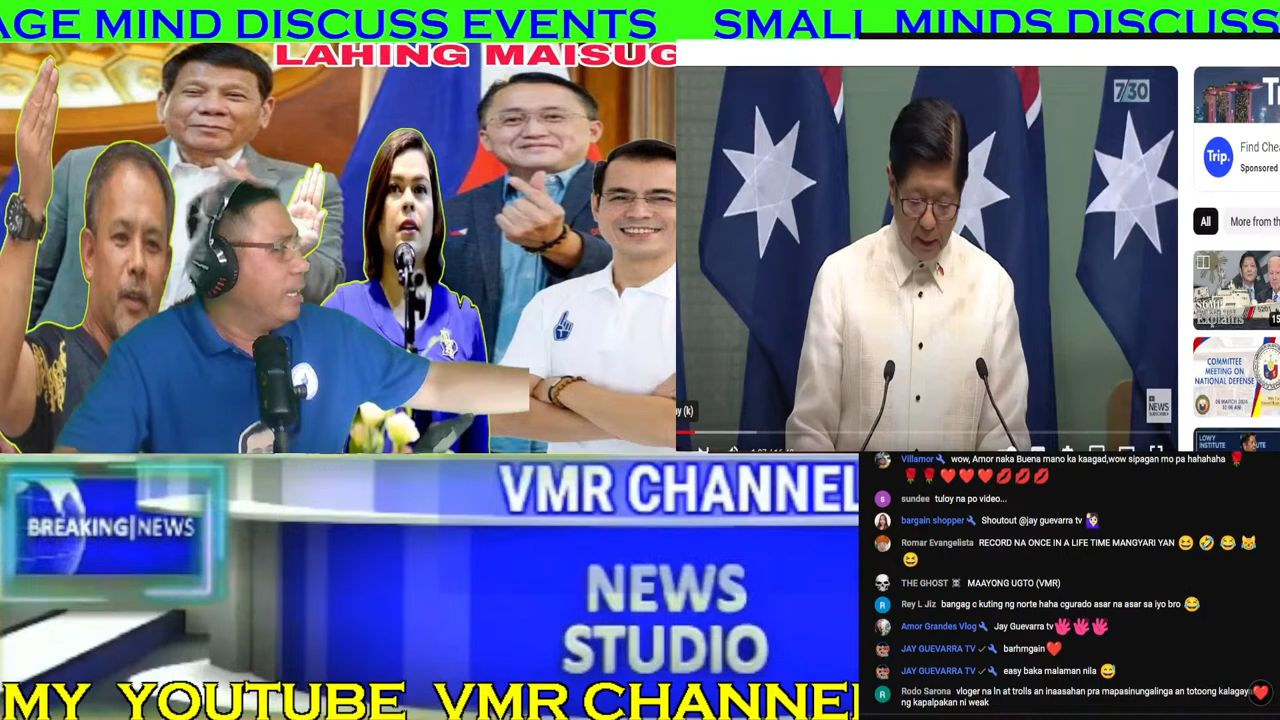 AGE MIND DISCUSS EVENTS SMALL MINDS DISCUSS
LAHING MAISUG
7/30
NEWS
Trip.
Find Chea
Sponsored
All
More from th
Explains
COMMITTEE
MEETING ON
NATIONAL DEFENSE
LOWY
INSTITUTE
BREAKING|NEWS
VMR CHANNEL
NEWS
STUDIO
MY YOUTUBE VMR CHANNEL
Villamor wow, Amor naka Buena mano ka kaagad,wow sipagan mo pa hahahaha 🌹
🌹🌹❤️❤️❤️💋💋💋
sundee tuloy na po video...
bargain shopper Shoutout @jay guevarra tv 🙋🏻‍♀️
Romar Evangelista RECORD NA ONCE IN A LIFE TIME MANGYARI YAN 😆 🤣 😂 😹
😆
THE GHOST ☠ MAAYONG UGTO (VMR)
Rey L Jiz bangag c kuting ng norte haha cgurado asar na asar sa iyo bro 😂
Amor Grandes Vlog Jay Guevarra tv
JAY GUEVARRA TV ✓ barhmgain❤️
JAY GUEVARRA TV ✓ easy baka malaman nila 😅
Rodo Sarona vloger na ln at trolls an inaasahan pra mapasinungalinga an totoong kalagay
ng kapalpakan ni weak